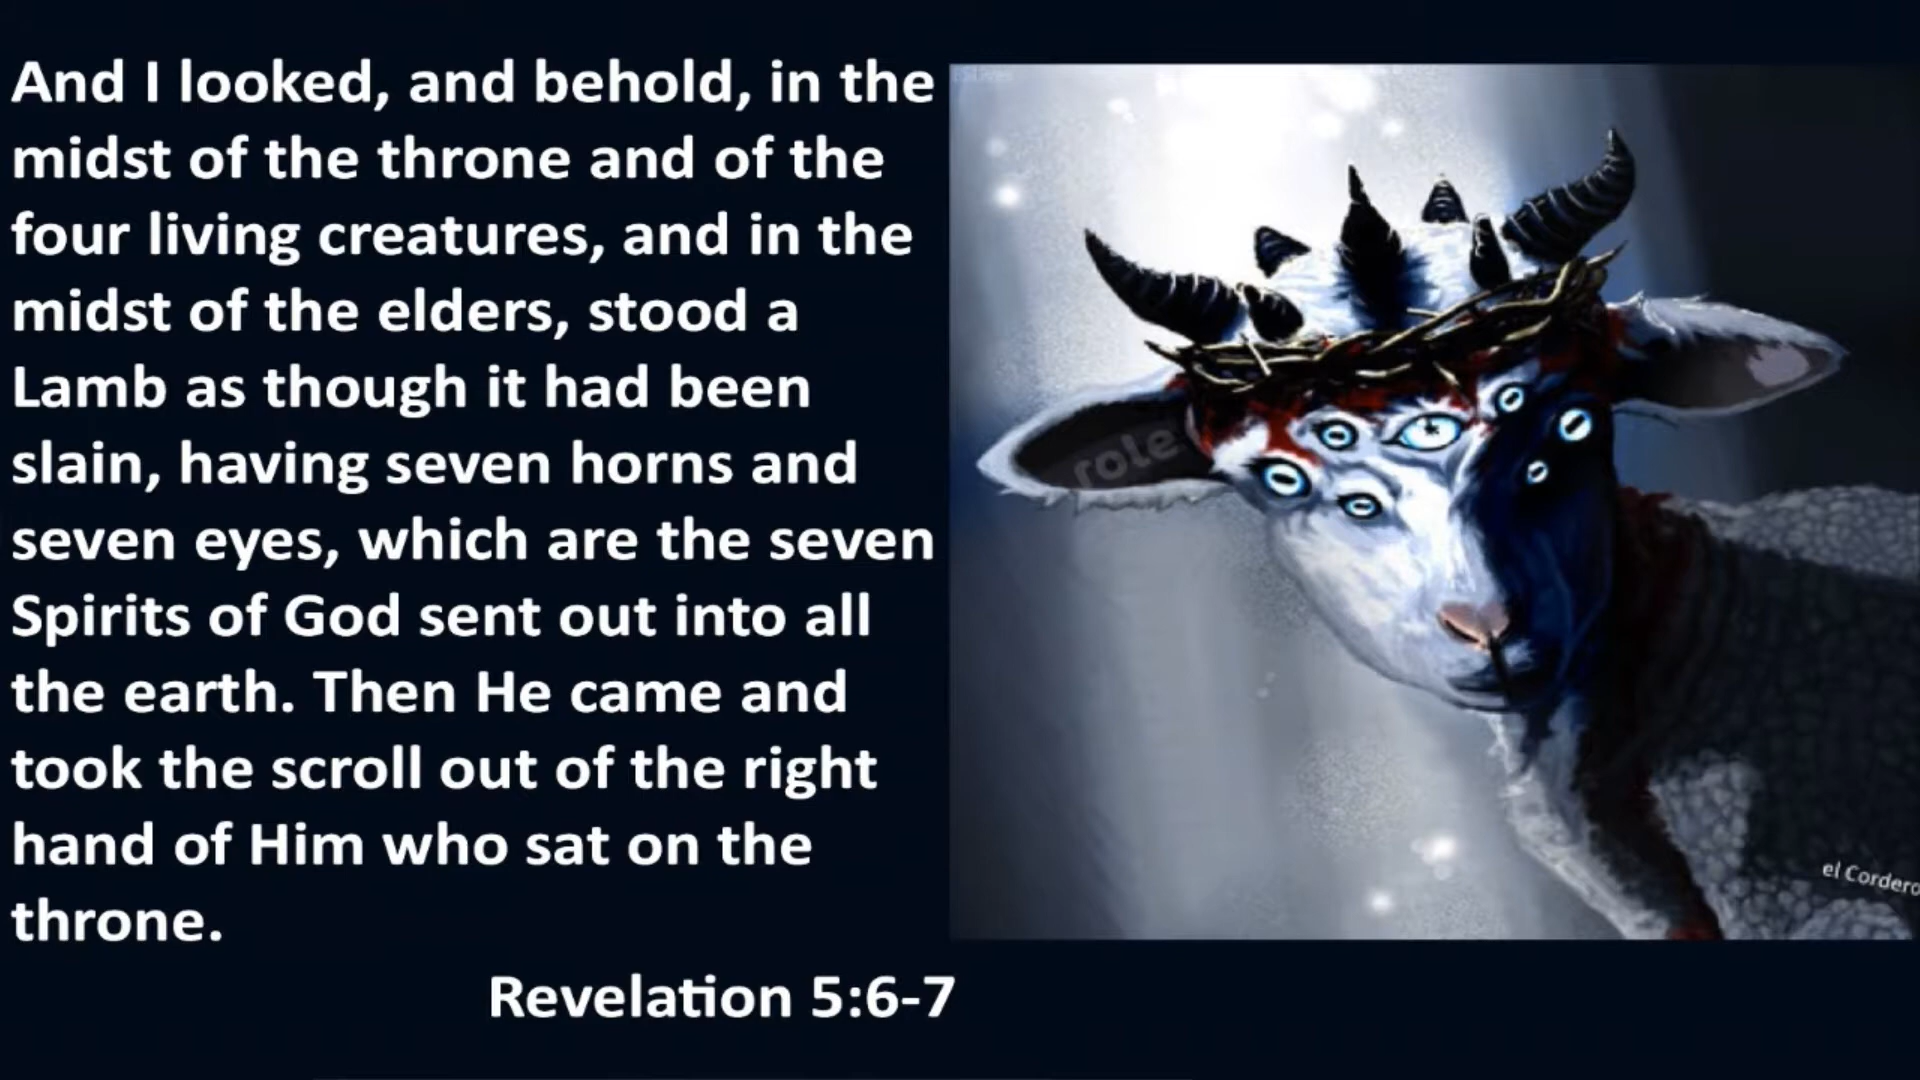 And I looked, and behold, in the
midst of the throne and of the
four living creatures, and in the
midst of the elders, stood a
Lamb as though it had been
slain, having seven horns and
seven eyes, which are the seven
Spirits of God sent out into all
the earth. Then He came and
took the scroll out of the right
hand of Him who sat on the
throne.
Revelation 5:6-7
role
el Cordero